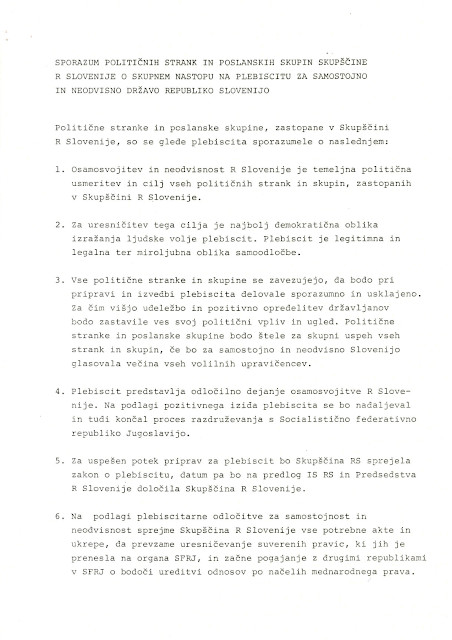 SPORAZUM POLITIČNIH STRANK IN POSLANSKIH SKUPIN SKUPŠČINE
R SLOVENIJE O SKUPNEM NASTOPU NA PLEBISCITU ZA SAMOSTOJNO
IN NEODVISNO DRŽAVO REPUBLIKO SLOVENIJO
Politične stranke in poslanske skupine, zastopane v Skupščini
R Slovenije, so se glede plebiscita sporazumele o naslednjem:
1. Osamosvojitev in neodvisnost R Slovenije je temeljna politična
usmeritev in cilj vseh političnih strank in skupin, zastopanih
v Skupščini R Slovenije.
2. Za uresničitev tega cilja je najbolj demokratična oblika
izražanja ljudske volje plebiscit. Plebiscit je legitimna in
legalna ter miroljubna oblika samoodločbe.
3. Vse politične stranke in skupine se zavezujejo, da bodo pri
pripravi in izvedbi plebiscita delovale sporazumno in usklajeno.
Za čim višjo udeležbo in pozitivno opredelitev državljanov
bodo zastavile ves svoj politični vpliv in ugled. Politične
stranke in poslanske skupine bodo štele za skupni uspeh vseh
strank in skupin, če bo za samostojno in neodvisno Slovenijo
glasovala večina vseh volilnih upravičencev.
4. Plebiscit predstavlja odločilno dejanje osamosvojitve R Slove-
nije. Na podlagi pozitivnega izida plebiscita se bo nadaljeval
in tudi končal proces razdruževanja s Socialistično federativno
republiko Jugoslavijo.
5. Za uspešen potek priprav za plebiscit bo Skupščina RS sprejela
zakon o plebiscitu, datum pa bo na predlog IS RS in Predsedstva
R Slovenije določila Skupščina R Slovenije.
6. Na podlagi plebiscitarne odločitve za samostojnost in
neodvisnost sprejme Skupščina R Slovenije vse potrebne akte in
ukrepe, da prevzame uresničevanje suverenih pravic, ki jih je
prenesla na organa SFRJ, in začne pogajanje z drugimi republikami
v SFRJ o bodoči ureditvi odnosov po načelih mednarodnega prava.